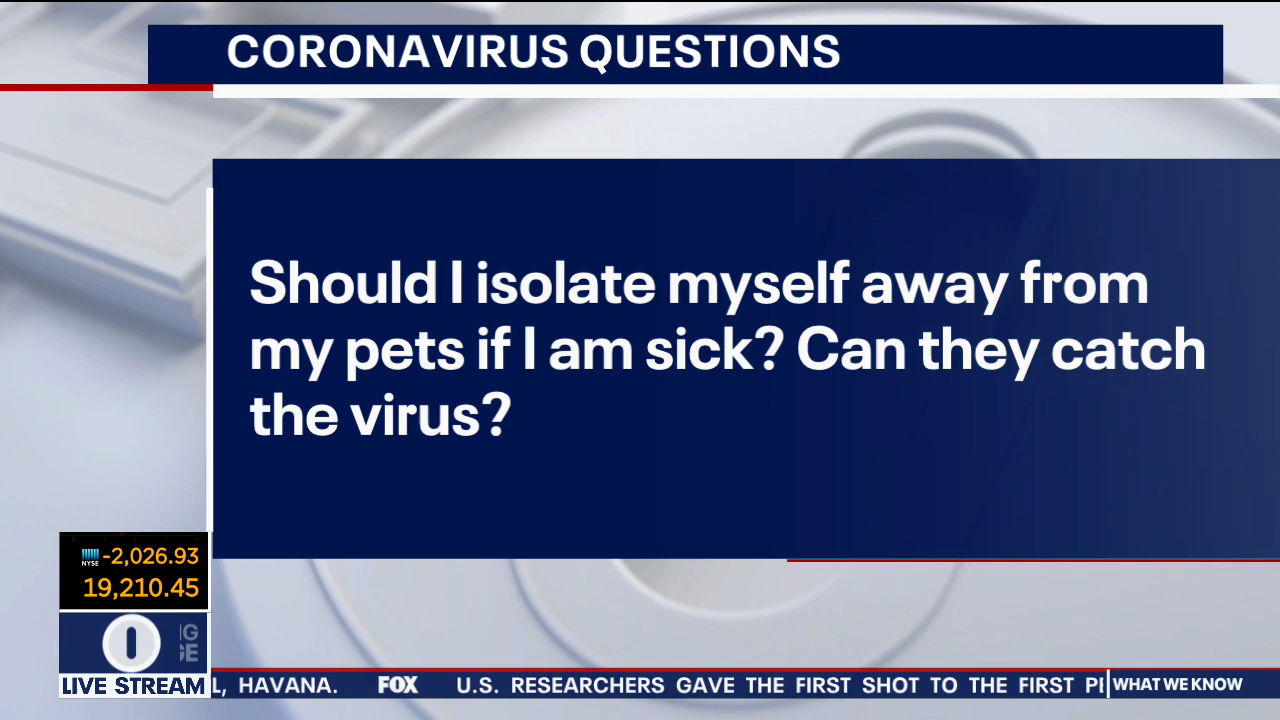 CORONAVIRUS QUESTIONS
Should I isolate myself away from
my pets if I am sick? Can they catch
the virus?
NYSE -2,026.93
19,210.45
LIVE STREAM
L, HAVANA. FOX U.S. RESEARCHERS GAVE THE FIRST SHOT TO THE FIRST
WHAT WE KNOW